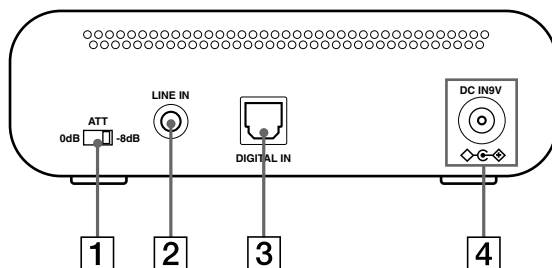 DC IN9V
LINE IN
ATT
0dB -8dB
DIGITAL IN
1 2 3 4